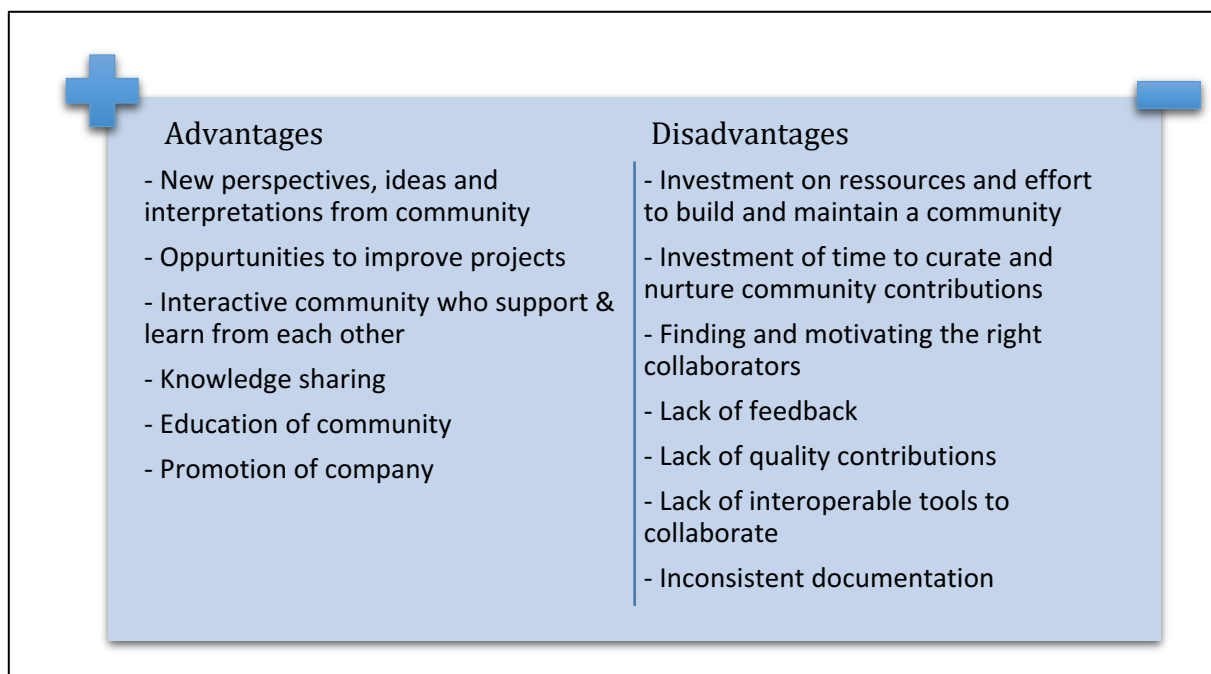 Advantages
- New perspectives, ideas and
interpretations from community
- Oppurtunities to improve projects
- Interactive community who support &
learn from each other
- Knowledge sharing
- Education of community
- Promotion of company
Disadvantages
- Investment on ressources and effort
to build and maintain a community
- Investment of time to curate and
nurture community contributions
- Finding and motivating the right
collaborators
- Lack of feedback
- Lack of quality contributions
- Lack of interoperable tools to
collaborate
- Inconsistent documentation